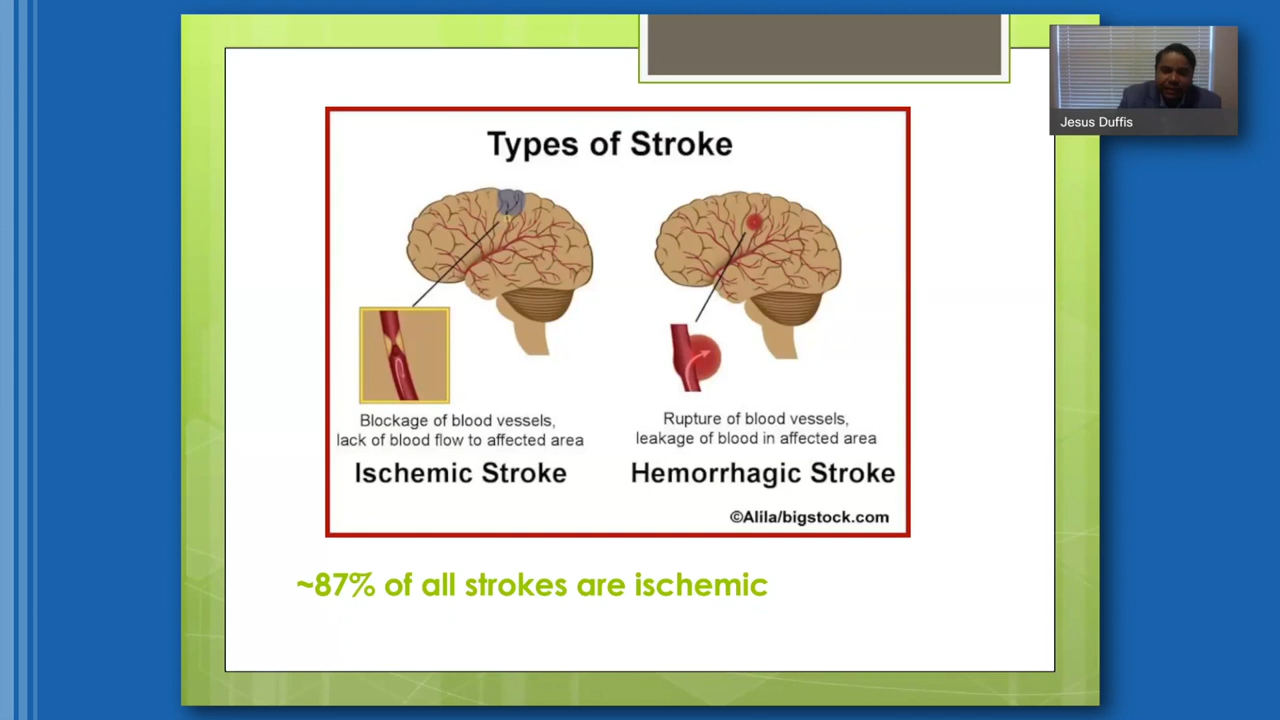 Types of Stroke
Blockage of blood vessels,
lack of blood flow to affected area
Ischemic Stroke
Rupture of blood vessels,
leakage of blood in affected area
Hemorrhagic Stroke
©Alila/bigstock.com
~87% of all strokes are ischemic
Jesus Duffis